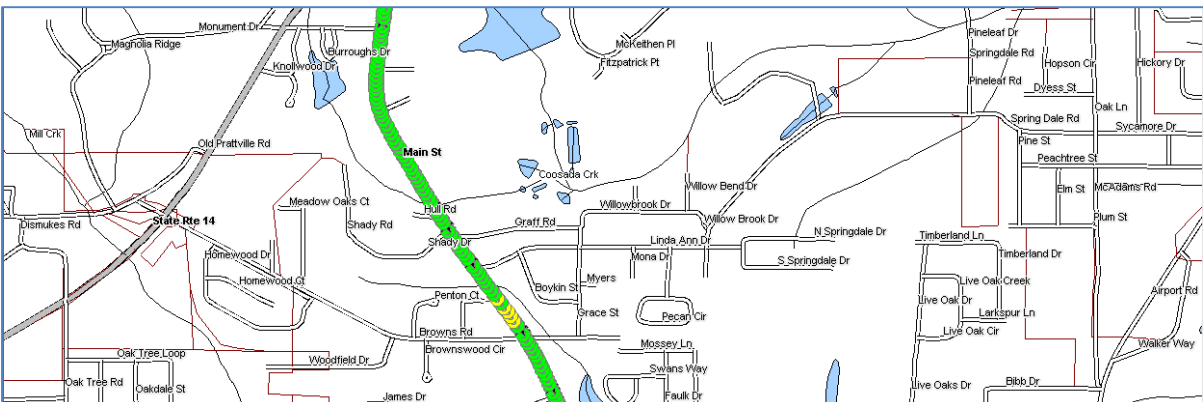 Monument Dr
Magnolia Ridge
Burroughs Dr
Knollwood Dr
McKeithen Pl
Fitzpatrick Pt
Pineleaf Dr
Springdale Rd
Hopson Cir
Hickory Dr
Pineleaf Rd
Dyess St
Oak Ln
Spring Dale Rd
Sycamore Dr
Mill Crk
Old Prattville Rd
Main St
Pine St
Peachtree St
Coosada Crk
Willow Bend Dr
Elm St
McAdams Rd
Meadow Oaks Ct
Hull Rd
Willowbrook Dr
Dismukes Rd
State Rte 14
Shady Rd
Graff Rd
Willow Brook Dr
Plum St
Shady Dr
Linda Ann Dr
N Springdale Dr
Timberland Ln
Homewood Dr
Mona Dr
S Springdale Dr
Timberland Dr
Homewood Ct
Boykin St
Myers
Live Oak Creek
Airport Rd
Penton Ct
Live Oak Dr
Grace St
Pecan Cir
Larkspur Ln
Browns Rd
Live Oak Cir
Brownswood Cir
Mossey Ln
Walker Way
Oak Tree Loop
Woodfield Dr
Swans Way
Oak Tree Rd
Oakdale St
James Dr
Faulk Dr
Live Oaks Dr
Bibb Dr